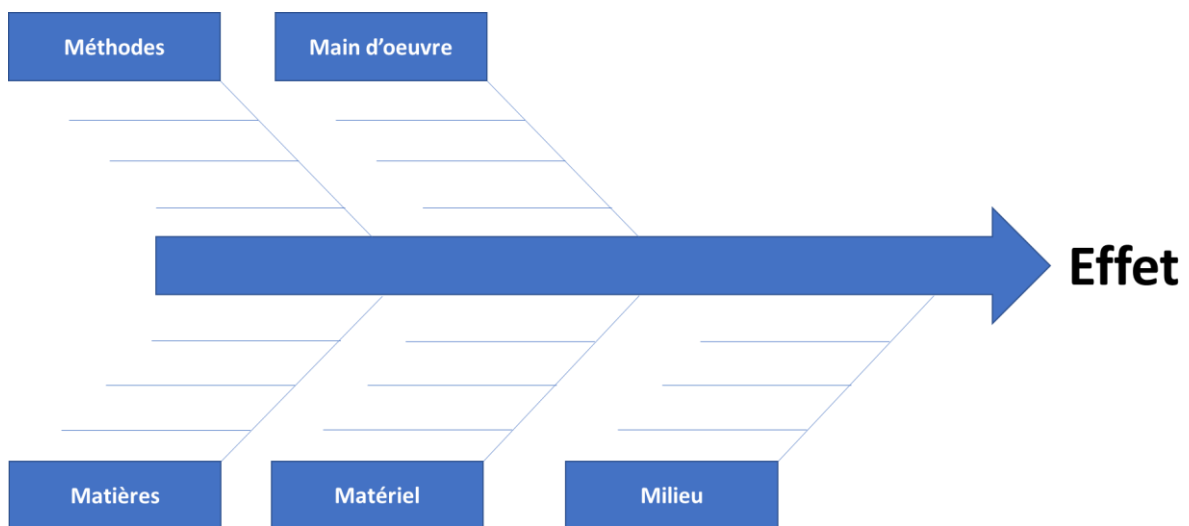 Méthodes
Main d'oeuvre
Effet
Matières
Matériel
Milieu